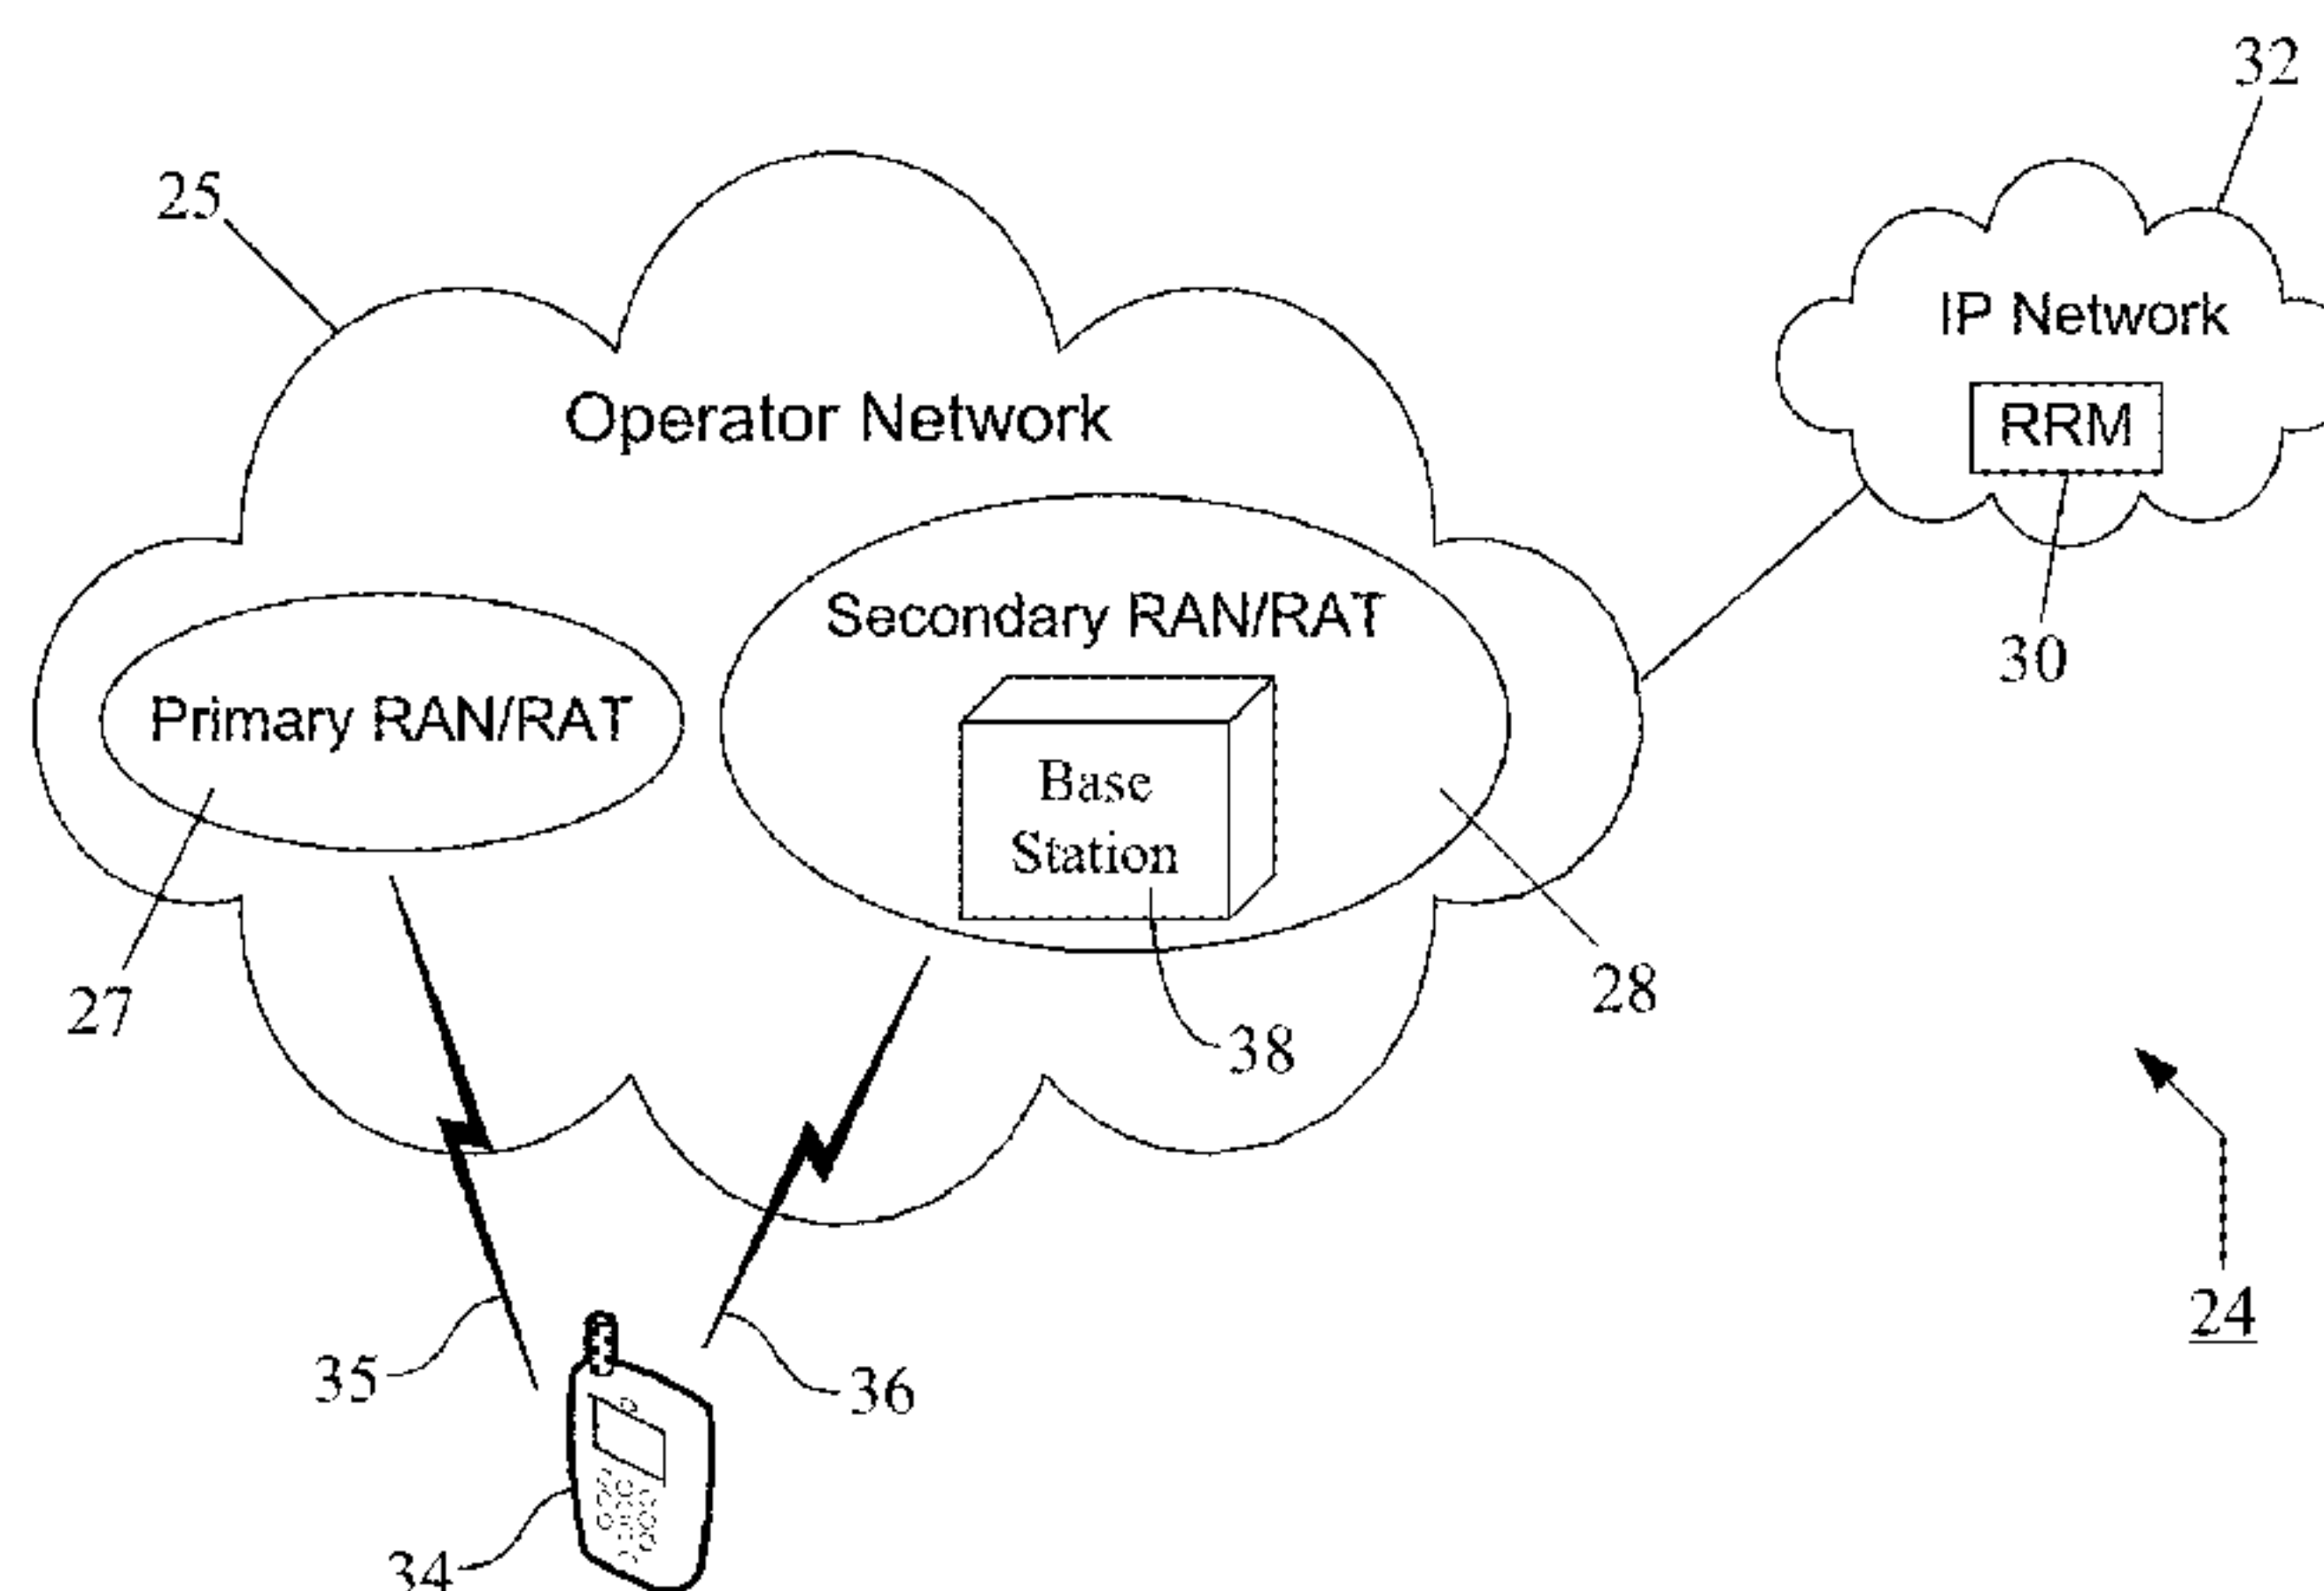 32
25
IP Network
Operator Network
RRM
Secondary RAN/RAT
30
Primary RAN/RAT
Base
Station
27
28
38
24
35
36
34